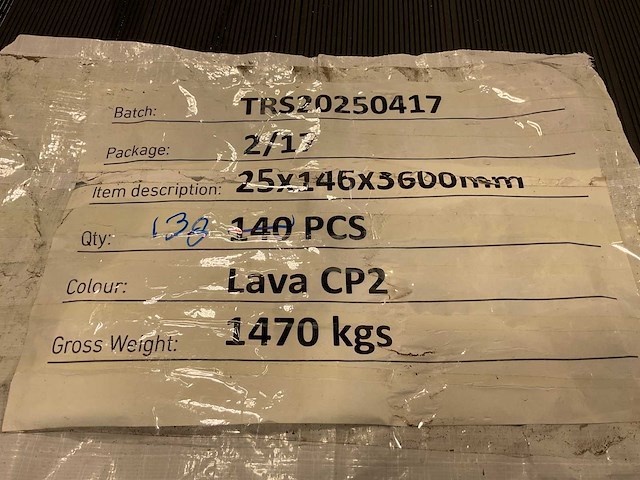 Batch: TRS20250417
Package: 2/17
Item description: 25x146x3600mm
Qty: 138 140 PCS
Colour: Lava CP2
Gross Weight: 1470 kgs